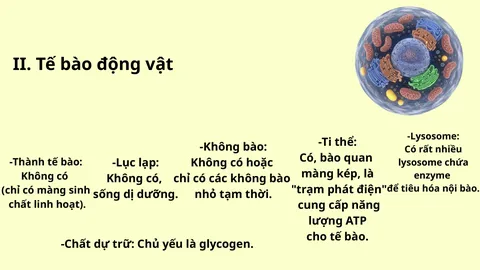 II. Tế bào động vật
-Thành tế bào:
Không có
(chỉ có màng sinh
chất linh hoạt).
-Lục lạp:
Không có,
sống dị dưỡng.
-Không bào:
Không có hoặc
chỉ có các không bào
nhỏ tạm thời.
-Ti thể:
Có, bào quan
màng kép, là
"trạm phát điện"
cung cấp năng
lượng ATP
cho tế bào.
-Lysosome:
Có rất nhiều
lysosome chứa
enzyme
để tiêu hóa nội bào.
-Chất dự trữ: Chủ yếu là glycogen.